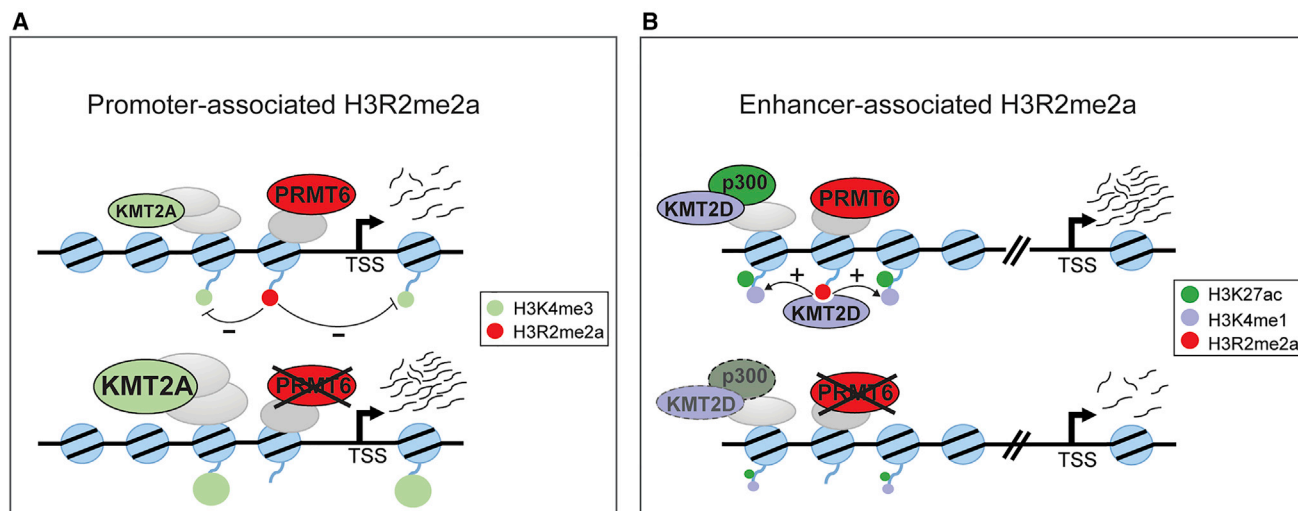 A
Promoter-associated H3R2me2a
KMT2A
PRMT6
TSS
–
–
H3K4me3
H3R2me2a
KMT2A
PRMT6
TSS
B
Enhancer-associated H3R2me2a
p300
KMT2D
PRMT6
TSS
+
+
KMT2D
H3K27ac
H3K4me1
H3R2me2a
p300
KMT2D
PRMT6
TSS